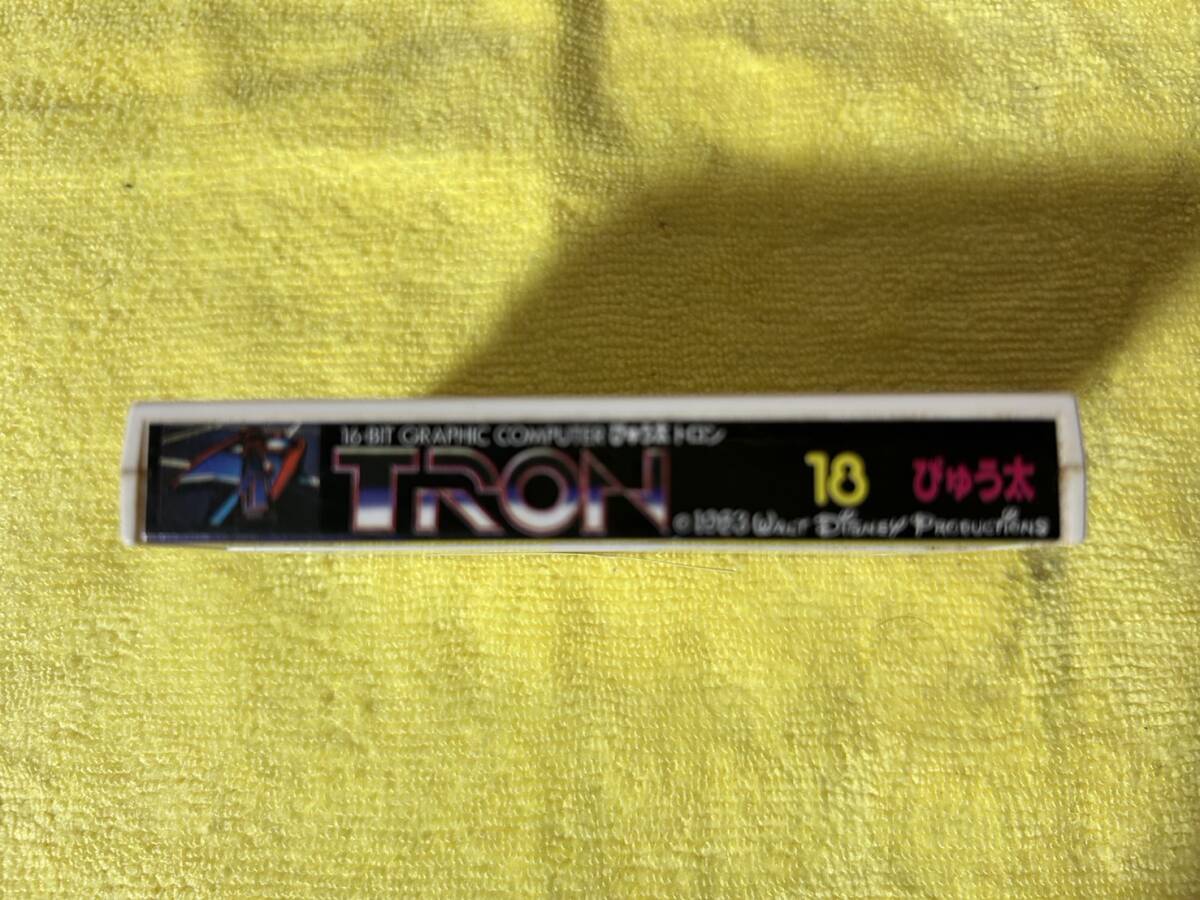 16-BIT GRAPHIC COMPUTER ぴゅう太 トロン
TRON
18 ぴゅう太
©1983 WALT DISNEY PRODUCTIONS